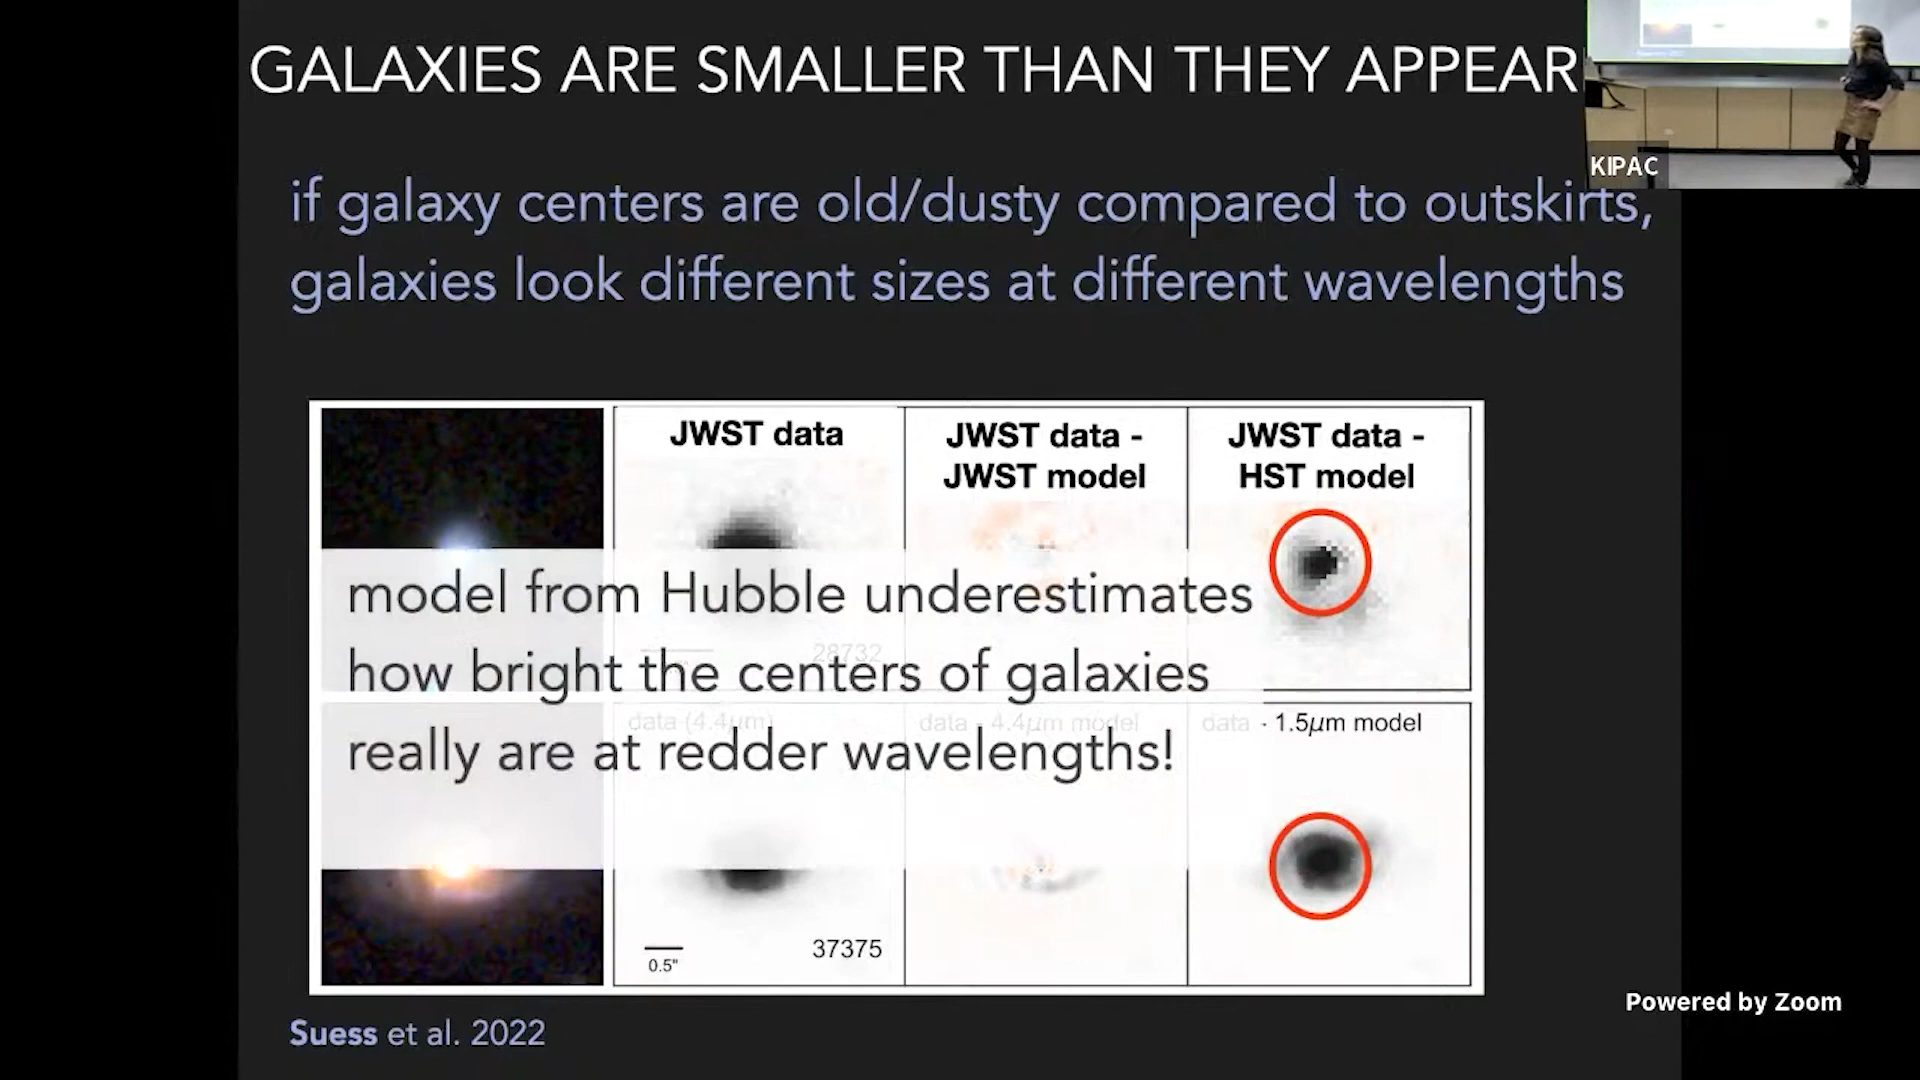 GALAXIES ARE SMALLER THAN THEY APPEAR
KIPAC
if galaxy centers are old/dusty compared to outskirts,
galaxies look different sizes at different wavelengths
JWST data
JWST data -
JWST model
JWST data -
HST model
model from Hubble underestimates
how bright the centers of galaxies
really are at redder wavelengths!
28732
data (4.4μm)
data - 4.4μm model
data - 1.5μm model
37375
0.5"
Suess et al. 2022
Powered by Zoom